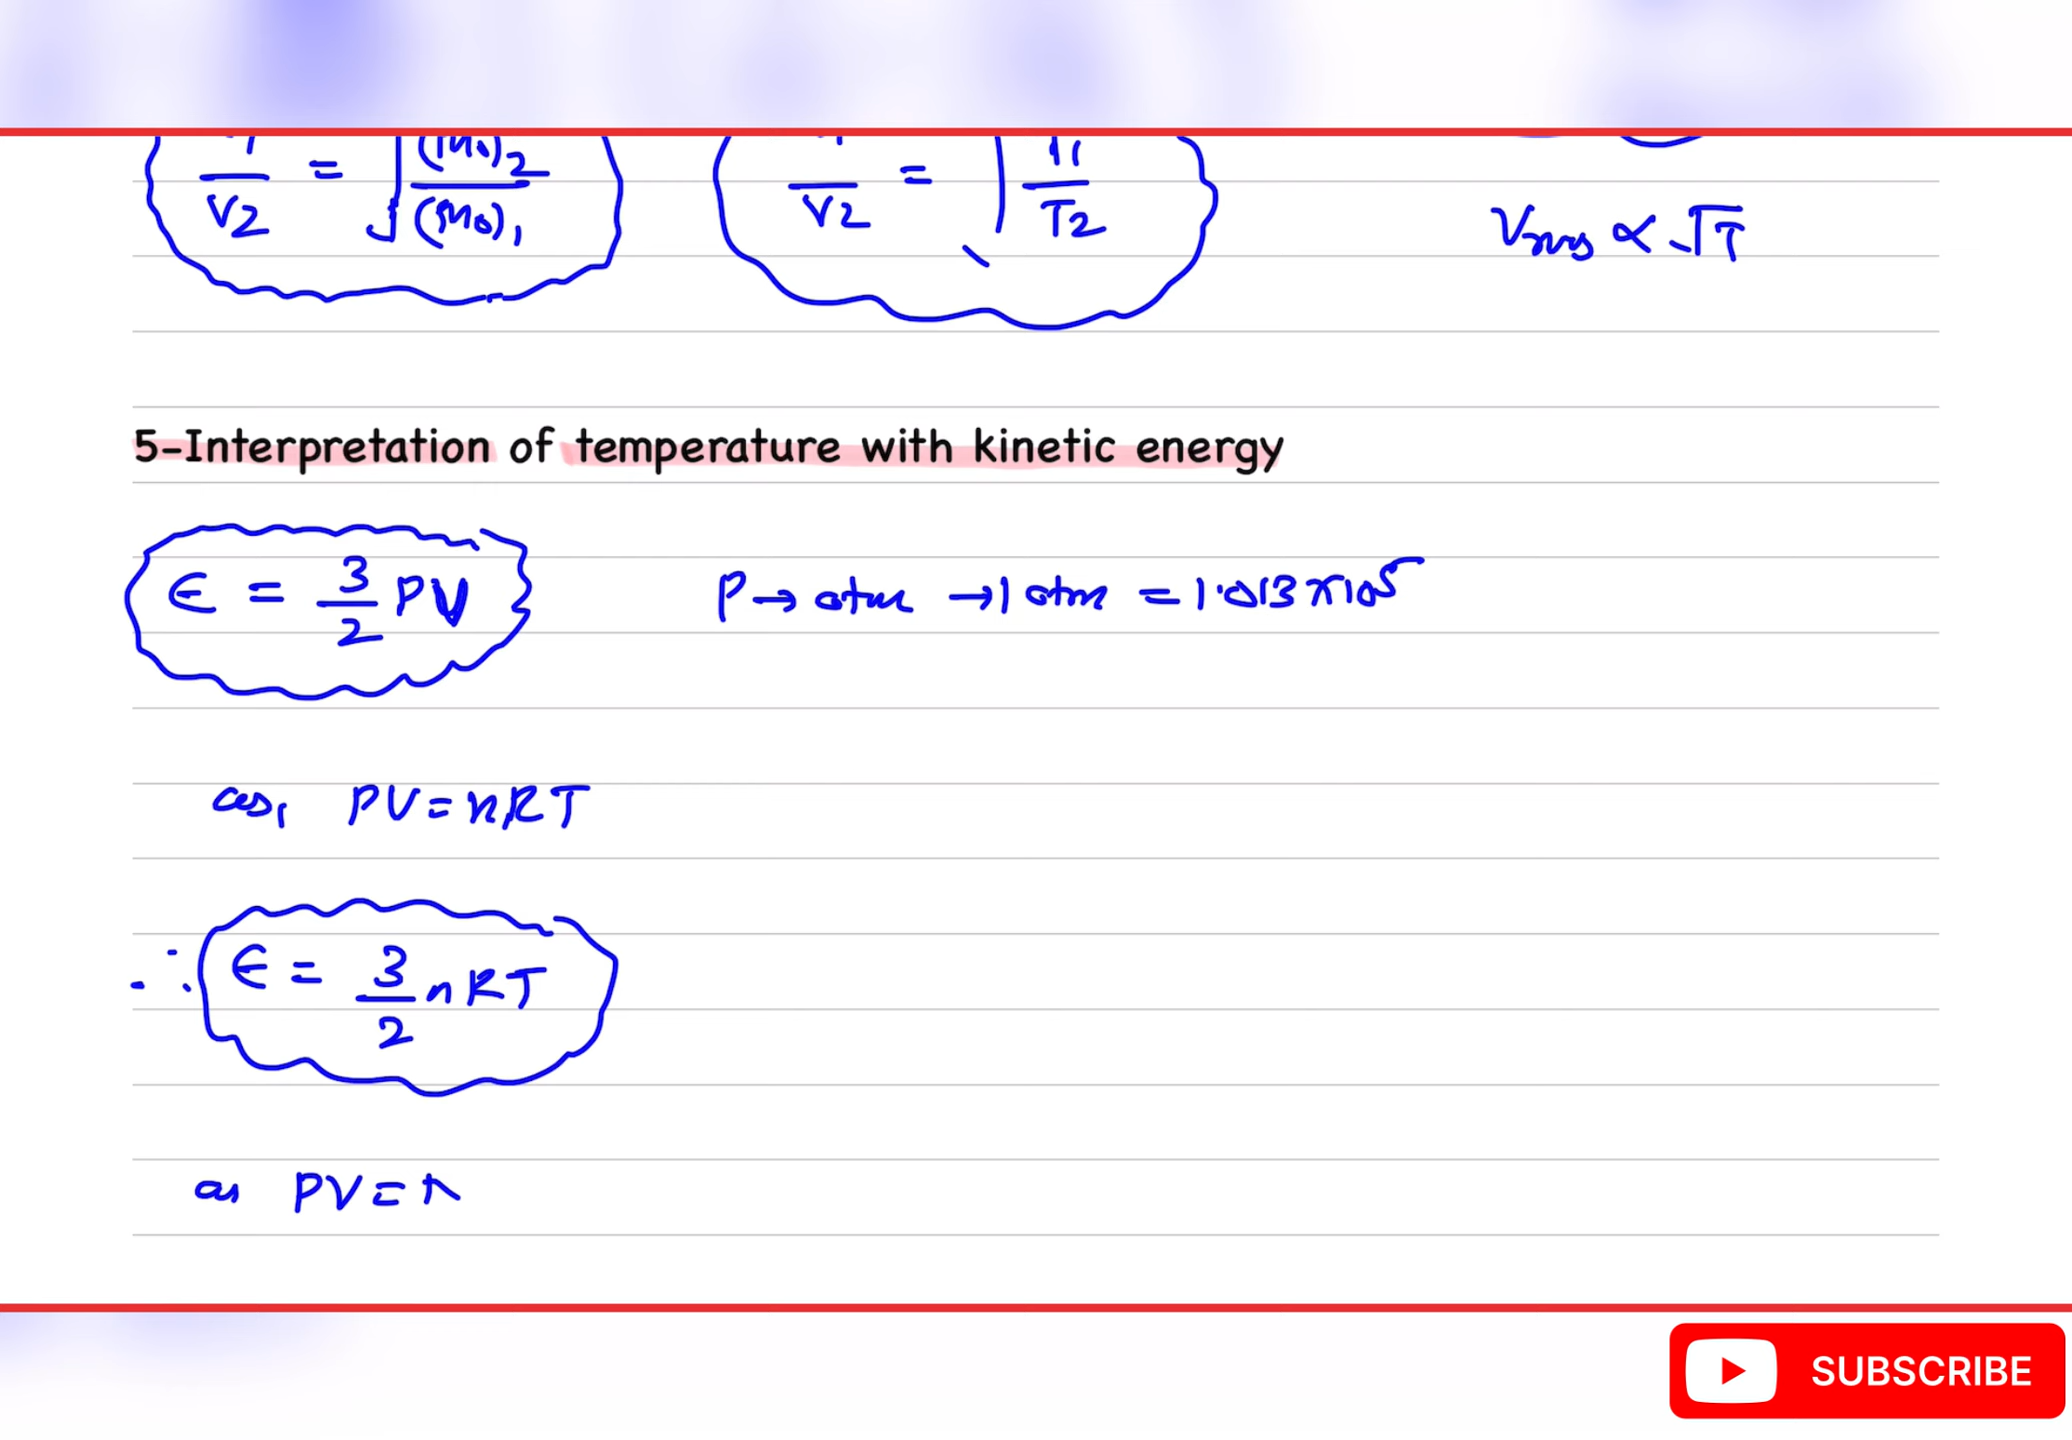 V2 = √ (M0)2 / (M0)1
V2 = √ T1 / T2
Vrms ∝ √T
5-Interpretation of temperature with kinetic energy
E = 3/2 PV
P → atm → 1 atm = 1.013 × 10⁵
as, PV = nRT
∴ E = 3/2 nRT
as PV =
SUBSCRIBE